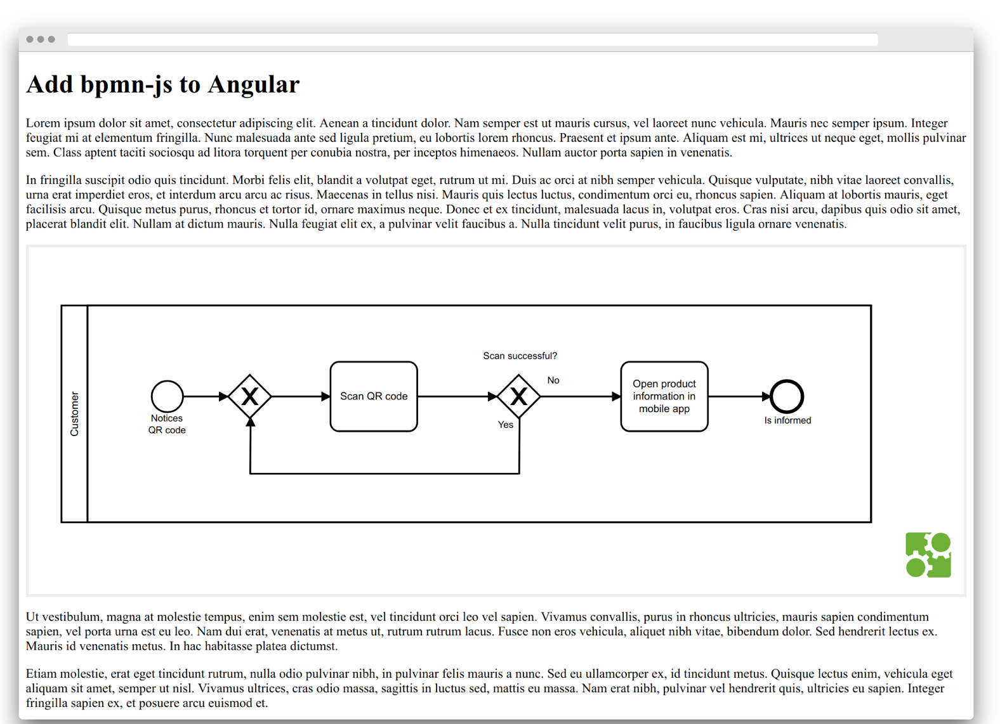 Add bpmn-js to Angular
Lorem ipsum dolor sit amet, consectetur adipiscing elit. Aenean a tincidunt dolor. Nam semper est ut mauris cursus, vel laoreet nunc vehicula. Mauris nec semper ipsum. Integer
feugiat mi at elementum fringilla. Nunc malesuada ante sed ligula pretium, eu lobortis lorem rhoncus. Praesent et ipsum ante. Aliquam est mi, ultrices ut neque eget, mollis pulvinar
sem. Class aptent taciti sociosqu ad litora torquent per conubia nostra, per inceptos himenaeos. Nullam auctor porta sapien in venenatis.
In fringilla suscipit odio quis tincidunt. Morbi felis elit, blandit a volutpat eget, rutrum ut mi. Duis ac orci at nibh semper vehicula. Quisque vulputate, nibh vitae laoreet convallis,
urna erat imperdiet eros, et interdum arcu arcu ac risus. Maecenas in tellus nisi. Mauris quis lectus luctus, condimentum orci eu, rhoncus sapien. Aliquam at lobortis mauris, eget
facilisis arcu. Quisque metus purus, rhoncus et tortor id, ornare maximus neque. Donec et ex tincidunt, malesuada lacus in, volutpat eros. Cras nisi arcu, dapibus quis odio sit amet,
placerat blandit elit. Nullam at dictum mauris. Nulla feugiat elit ex, a pulvinar velit faucibus a. Nulla tincidunt velit purus, in faucibus ligula ornare venenatis.
Customer
Notices
QR code
Scan QR code
Scan successful?
No
Yes
Open product
information in
mobile app
Is informed
Ut vestibulum, magna at molestie tempus, enim sem molestie est, vel tincidunt orci leo vel sapien. Vivamus convallis, purus in rhoncus ultricies, mauris sapien condimentum
sapien, vel porta urna est eu leo. Nam dui erat, venenatis at metus ut, rutrum rutrum lacus. Fusce non eros vehicula, aliquet nibh vitae, bibendum dolor. Sed hendrerit lectus ex.
Mauris id venenatis metus. In hac habitasse platea dictumst.
Etiam molestie, erat eget tincidunt rutrum, nulla odio pulvinar nibh, in pulvinar felis mauris a nunc. Sed eu ullamcorper ex, id tincidunt metus. Quisque lectus enim, vehicula eget
aliquam sit amet, semper ut nisl. Vivamus ultrices, cras odio massa, sagittis in luctus sed, mattis eu massa. Nam erat nibh, pulvinar vel hendrerit quis, ultricies eu sapien. Integer
fringilla sapien ex, et posuere arcu euismod et.